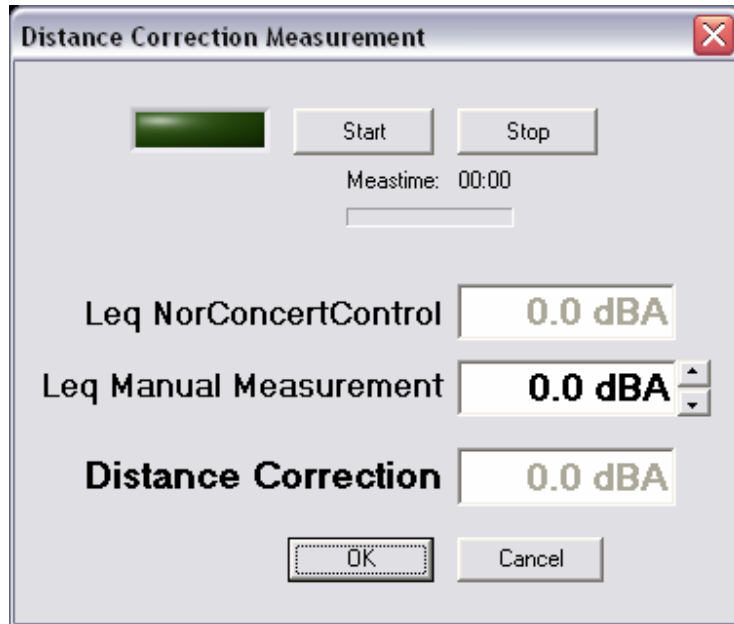 Distance Correction Measurement
Start Stop
Meastime: 00:00
Leq NorConcertControl 0.0 dBA
Leq Manual Measurement 0.0 dBA
Distance Correction 0.0 dBA
OK Cancel